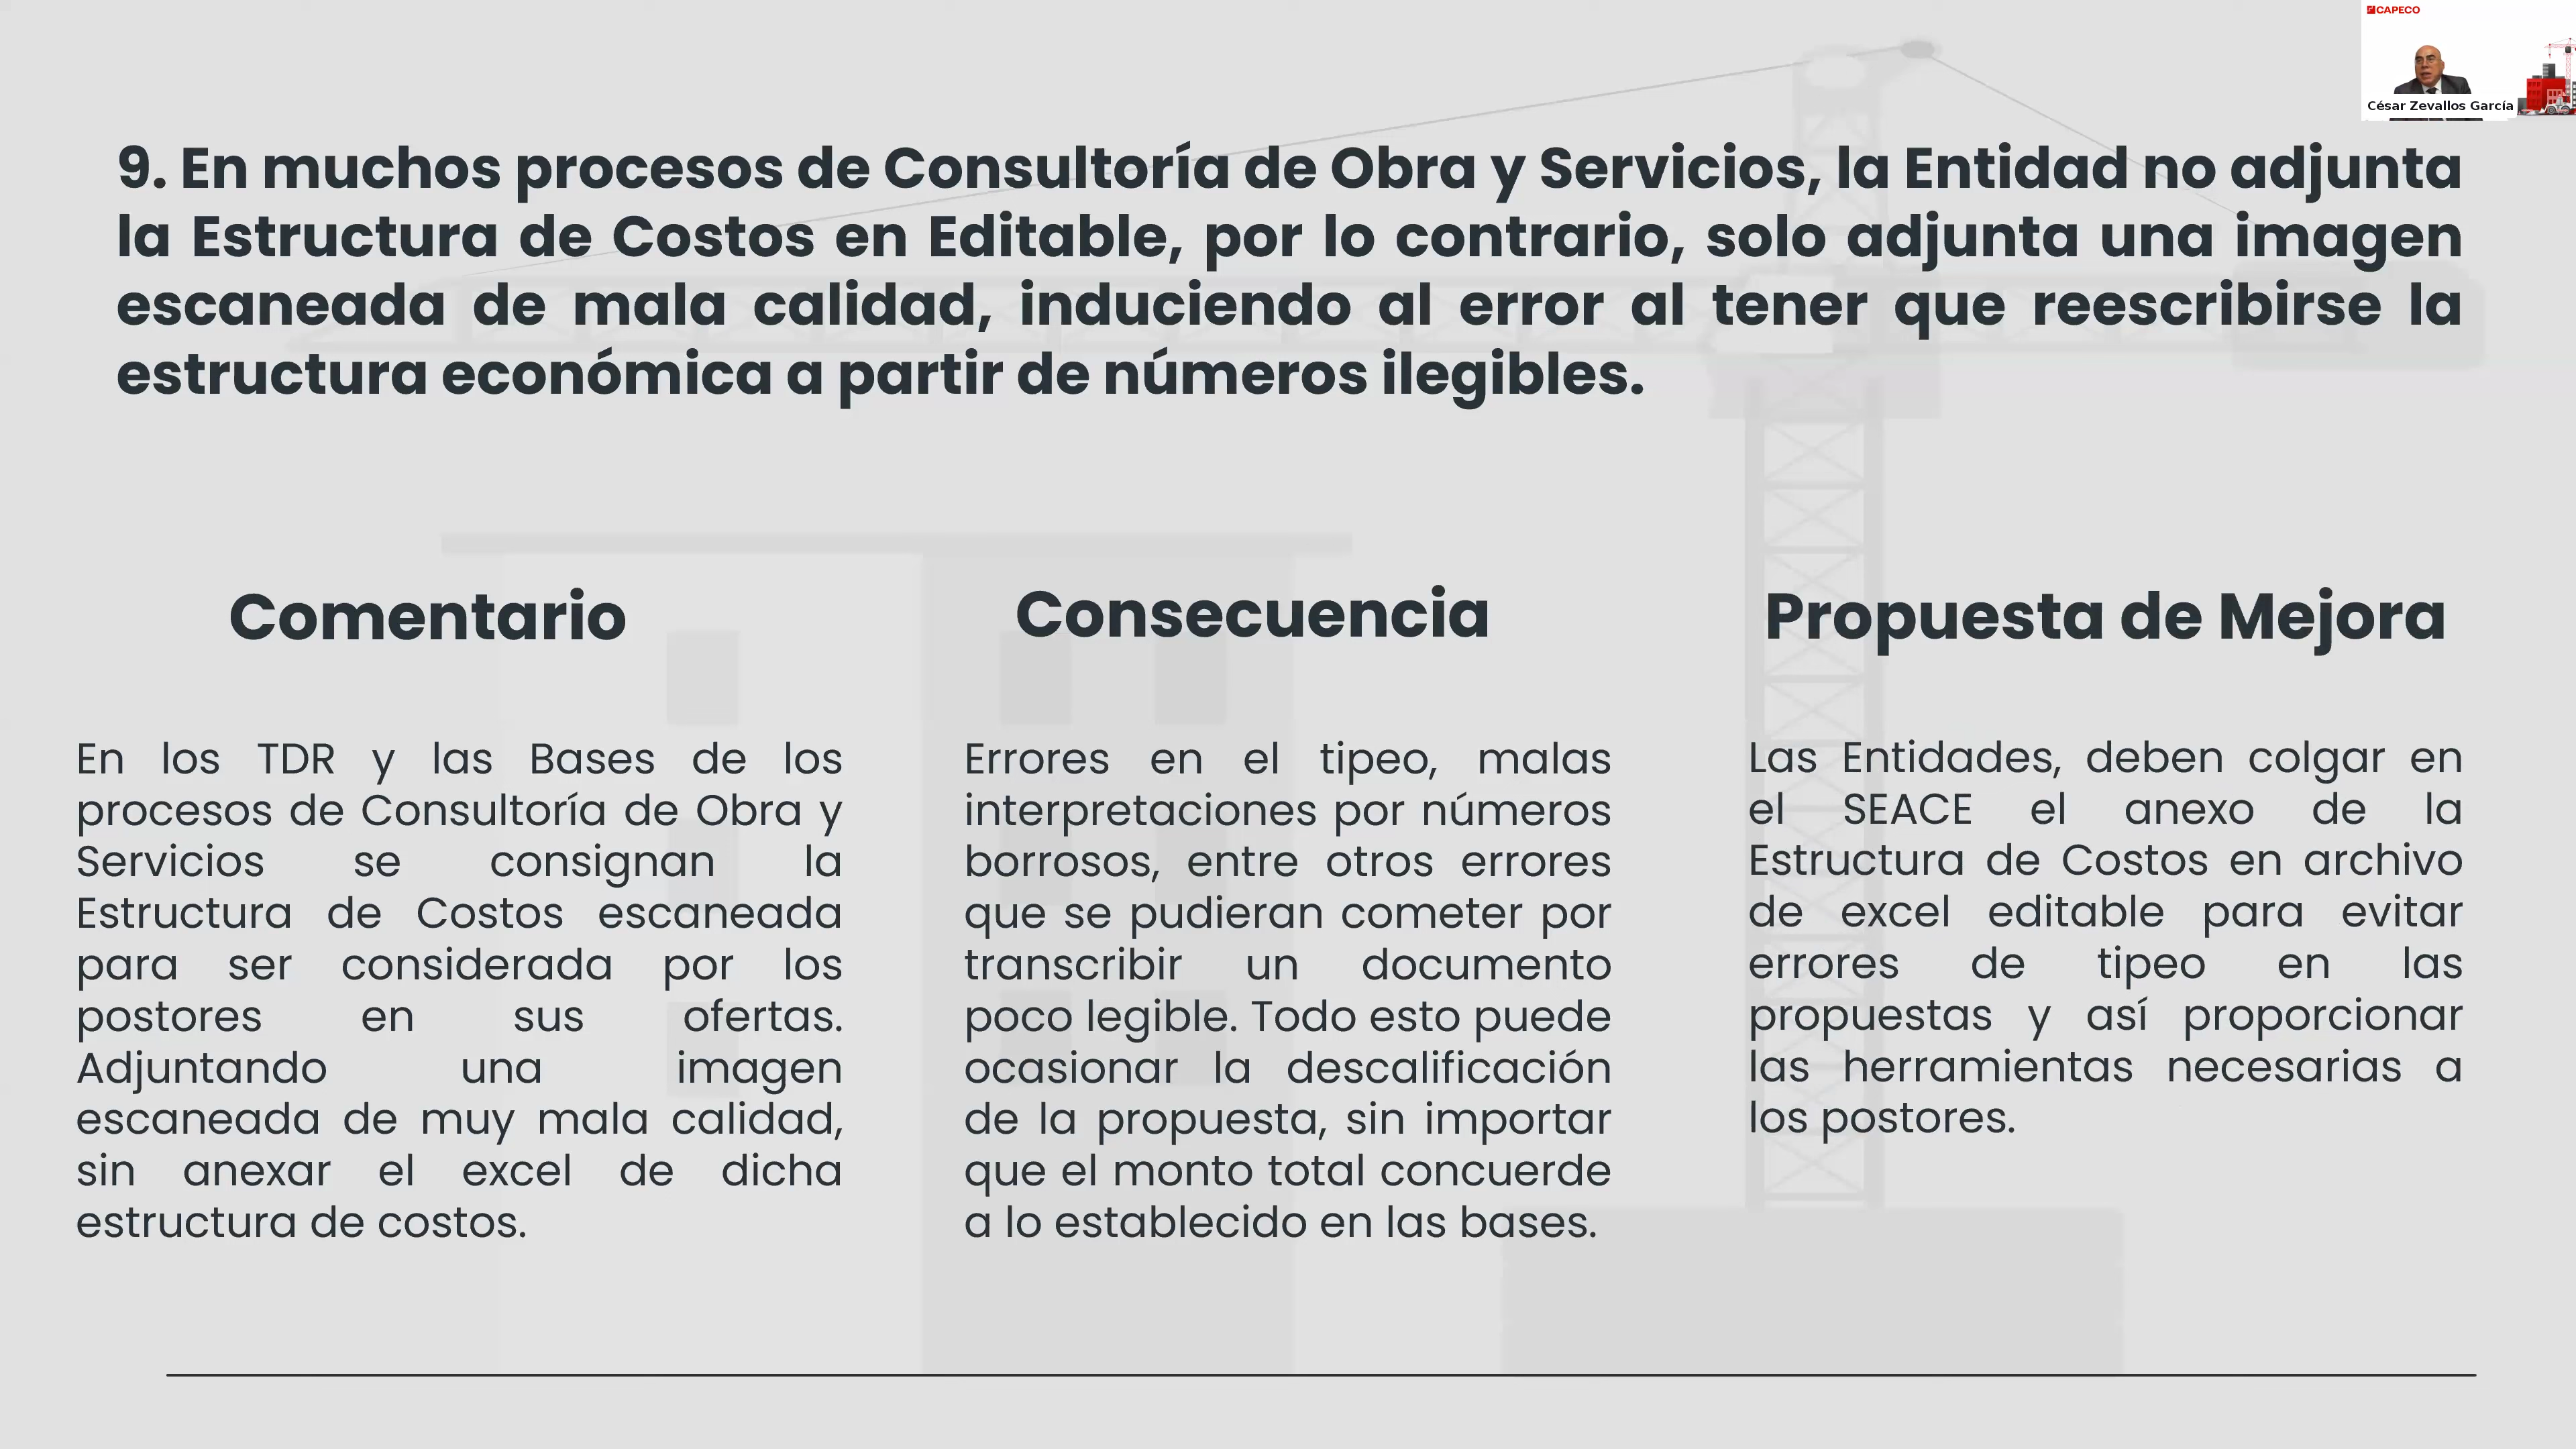 CAPECO
César Zevallos García
9. En muchos procesos de Consultoría de Obra y Servicios, la Entidad no adjunta
la Estructura de Costos en Editable, por lo contrario, solo adjunta una imagen
escaneada de mala calidad, induciendo al error al tener que reescribirse la
estructura económica a partir de números ilegibles.
Comentario
En los TDR y las Bases de los
procesos de Consultoría de Obra y
Servicios se consignan la
Estructura de Costos escaneada
para ser considerada por los
postores en sus ofertas.
Adjuntando una imagen
escaneada de muy mala calidad,
sin anexar el excel de dicha
estructura de costos.
Consecuencia
Errores en el tipeo, malas
interpretaciones por números
borrosos, entre otros errores
que se pudieran cometer por
transcribir un documento
poco legible. Todo esto puede
ocasionar la descalificación
de la propuesta, sin importar
que el monto total concuerde
a lo establecido en las bases.
Propuesta de Mejora
Las Entidades, deben colgar en
el SEACE el anexo de la
Estructura de Costos en archivo
de excel editable para evitar
errores de tipeo en las
propuestas y así proporcionar
las herramientas necesarias a
los postores.